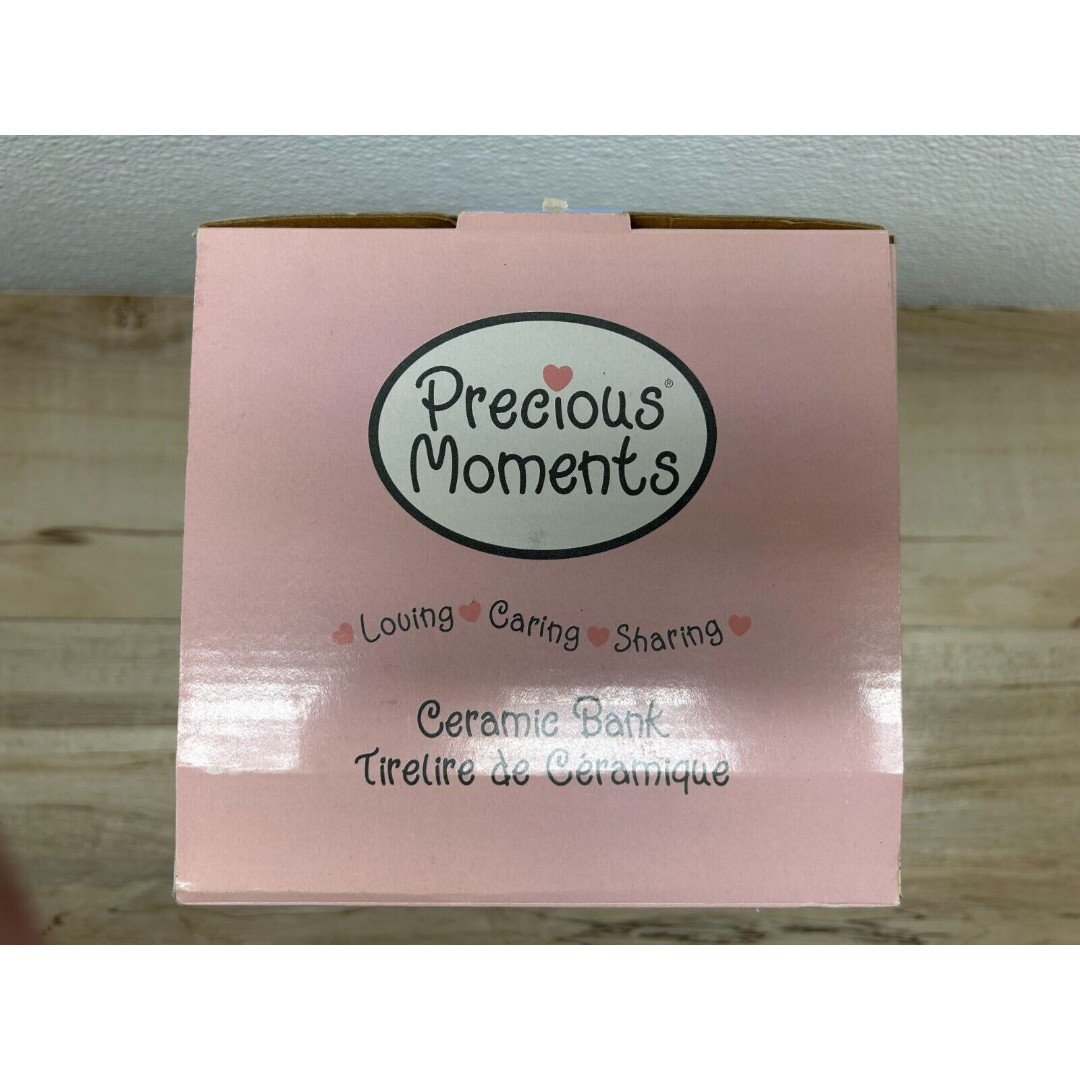 Precious®
Moments
Loving Caring Sharing
Ceramic Bank
Tirelire de Céramique